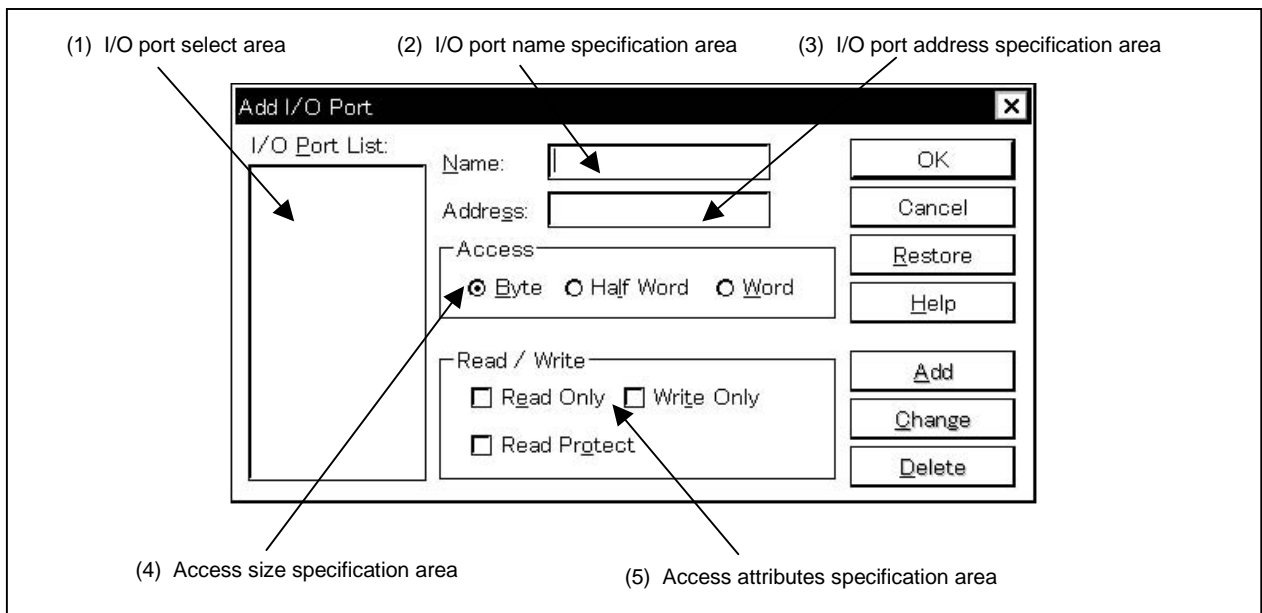 (1) I/O port select area
(2) I/O port name specification area
(3) I/O port address specification area
Add I/O Port
I/O Port List:
Name:
OK
Address:
Cancel
Access
Restore
Byte Half Word Word
Help
Read / Write
Add
Read Only Write Only
Change
Read Protect
Delete
(4) Access size specification area
(5) Access attributes specification area